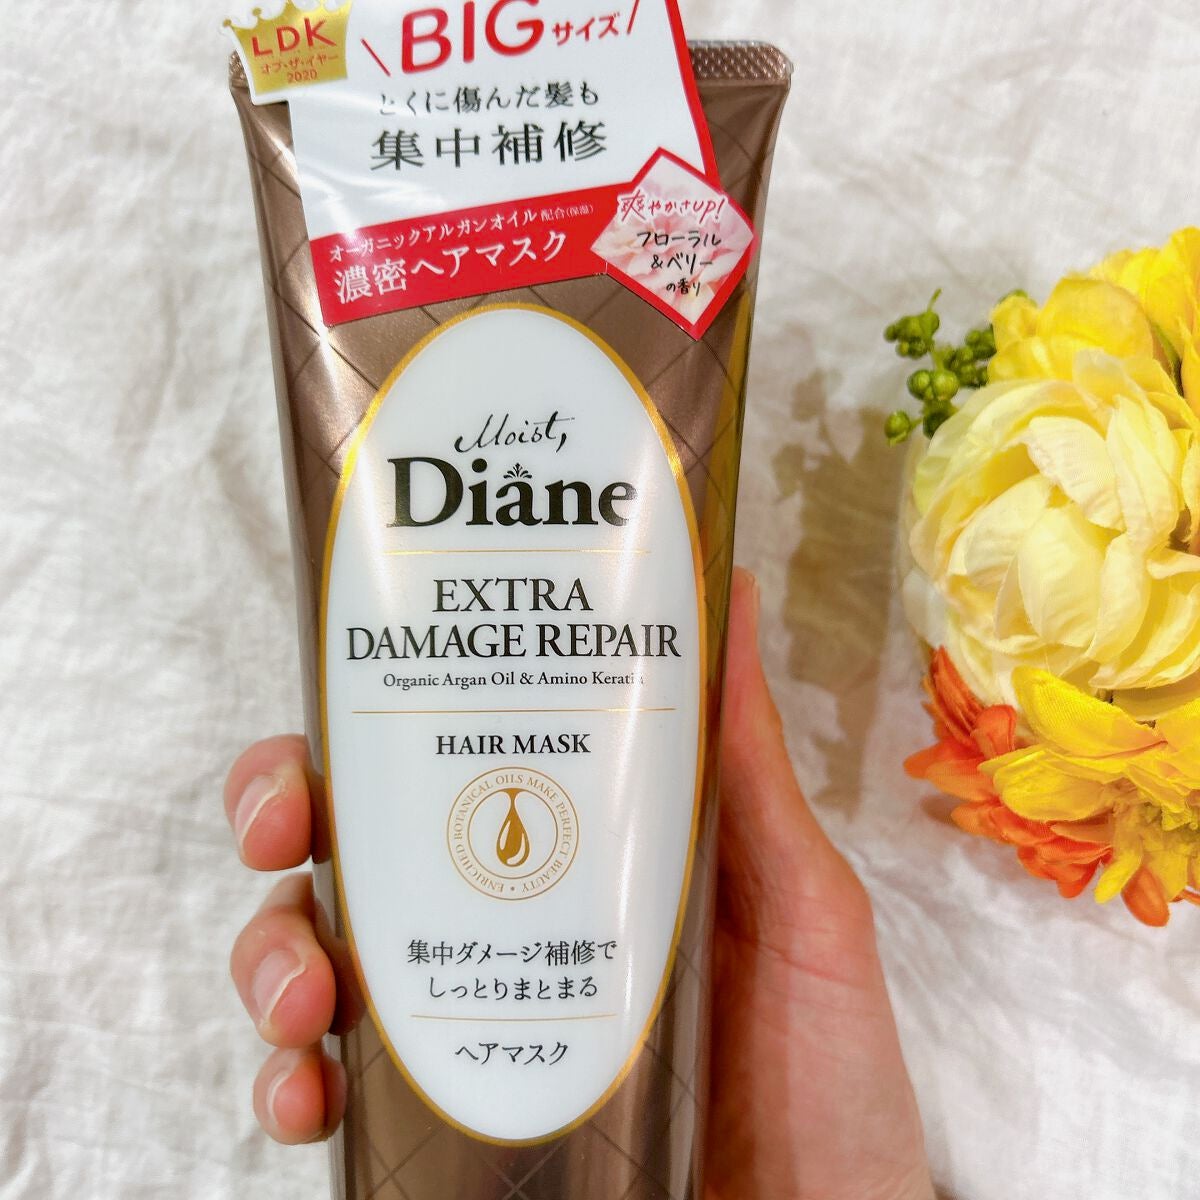 LDK
オブ・ザ・イヤー
2020
BIGサイズ
とくに傷んだ髪も
集中補修
オーガニックアルガンオイル配合(保湿)
濃密ヘアマスク
爽やかさUP!
フローラル
&ベリー
の香り
Moist,
Diane
EXTRA
DAMAGE REPAIR
Organic Argan Oil & Amino Keratin
HAIR MASK
ENRICHED BOTANICAL OILS MAKE PERFECT BEAUTY •
集中ダメージ補修で
しっとりまとまる
ヘアマスク